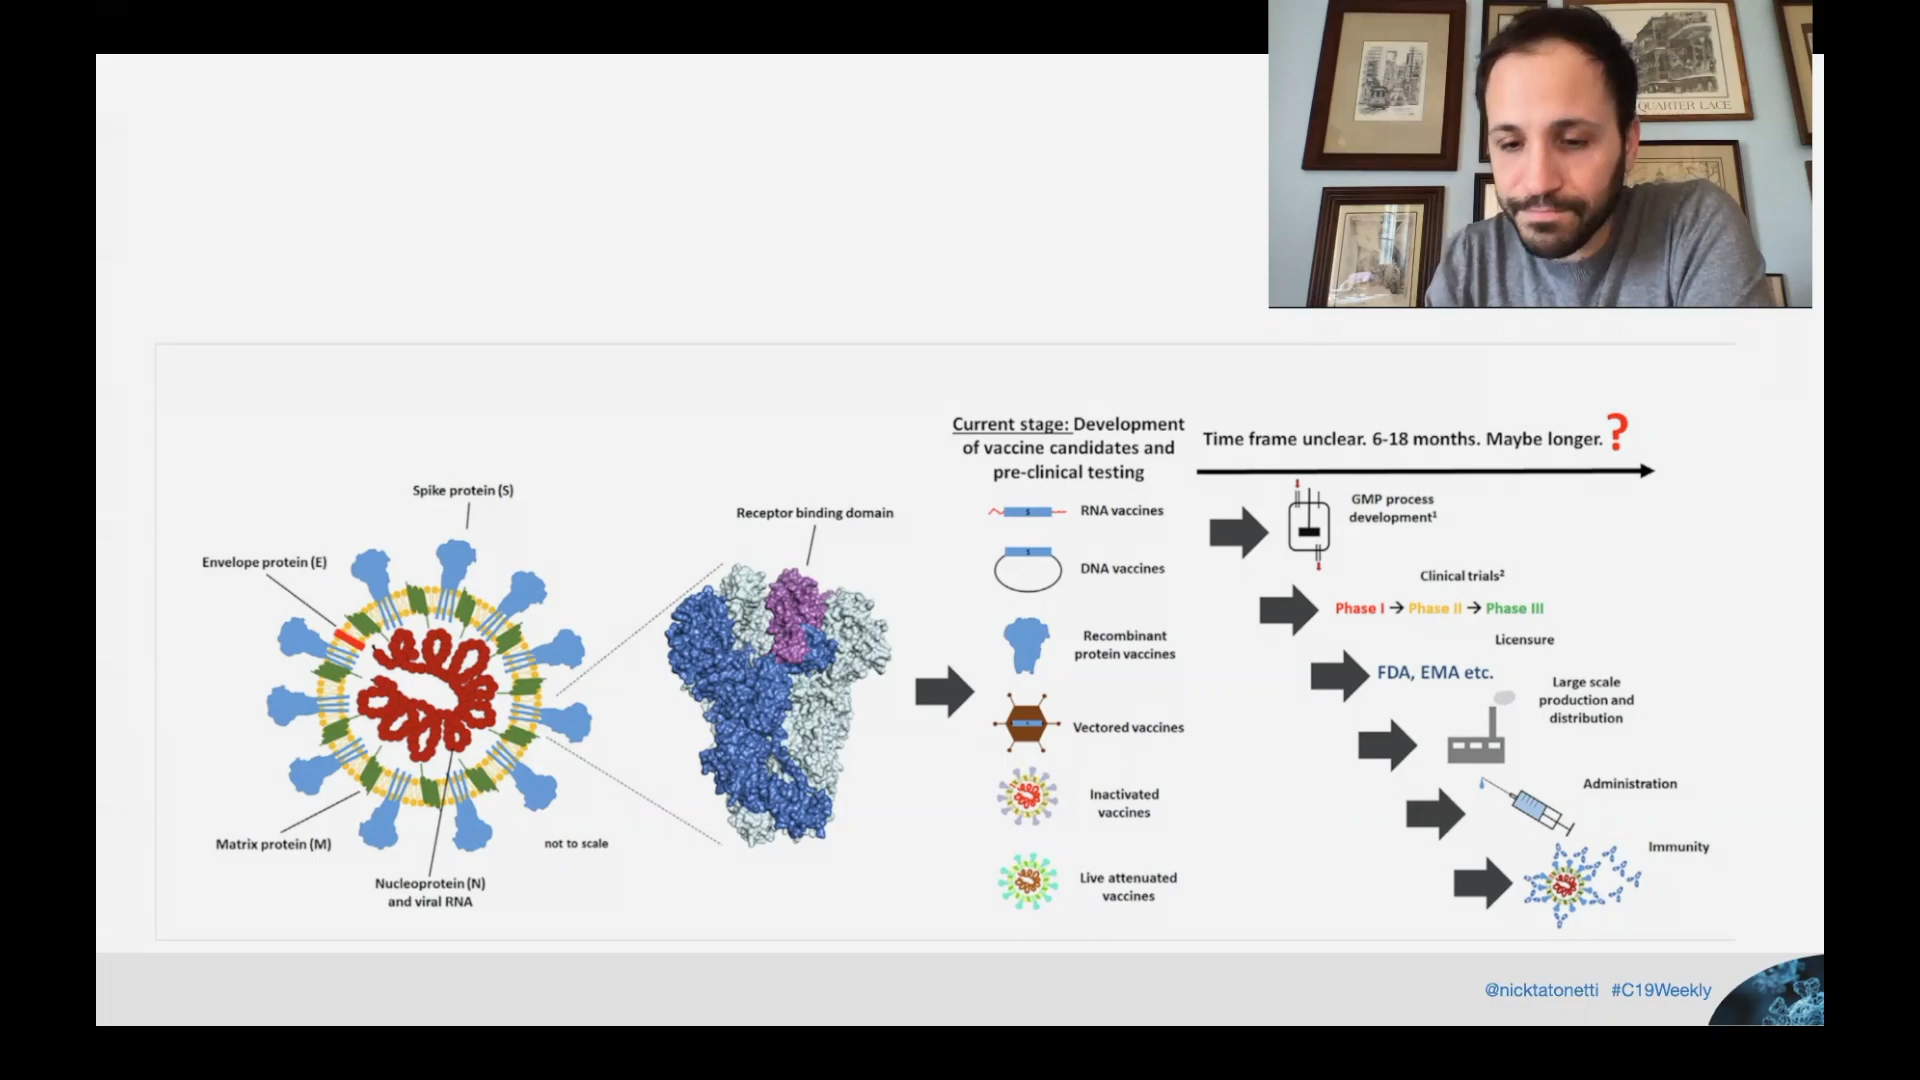 QUARTER LACE
Current stage: Development
of vaccine candidates and
pre-clinical testing
Time frame unclear. 6-18 months. Maybe longer. ?
Spike protein (S)
Envelope protein (E)
Matrix protein (M)
Nucleoprotein (N)
and viral RNA
not to scale
Receptor binding domain
S
RNA vaccines
S
DNA vaccines
Recombinant
protein vaccines
Vectored vaccines
Inactivated
vaccines
Live attenuated
vaccines
GMP process
development¹
Clinical trials²
Phase I → Phase II → Phase III
Licensure
FDA, EMA etc.
Large scale
production and
distribution
Administration
Immunity
@nicktatonetti #C19Weekly